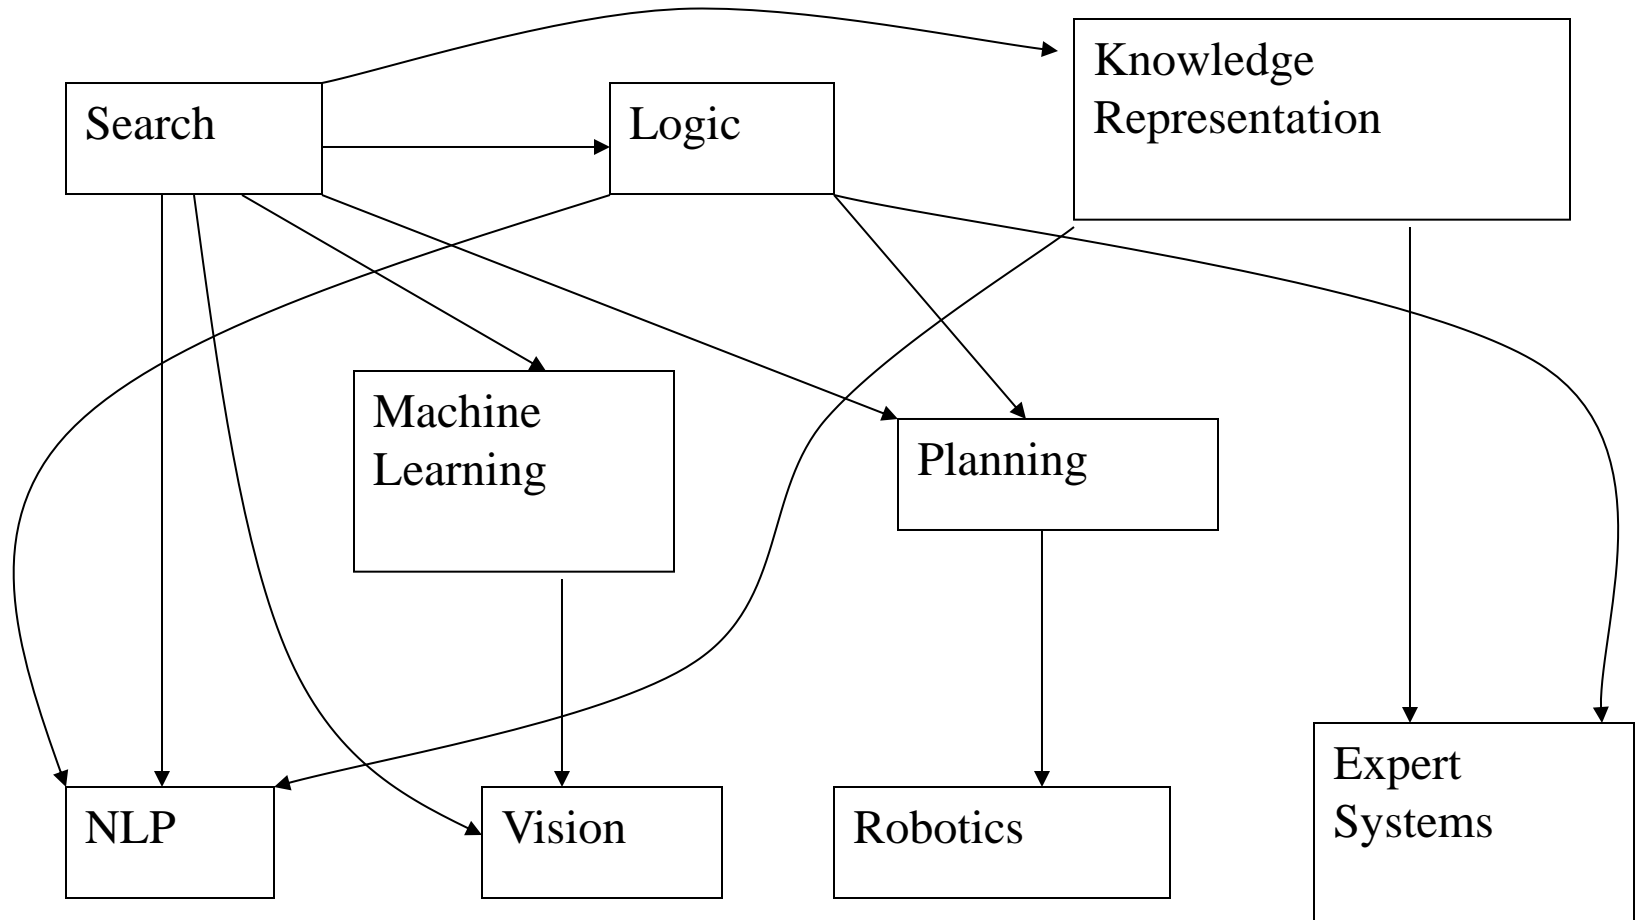 Search
Logic
Knowledge
Representation
Machine
Learning
Planning
NLP
Vision
Robotics
Expert
Systems